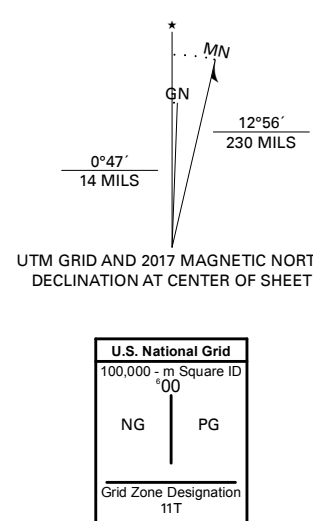 ★
MN
GN
12°56´
230 MILS
0°47´
14 MILS
UTM GRID AND 2017 MAGNETIC NORT
DECLINATION AT CENTER OF SHEET
U.S. National Grid
100,000 - m Square ID
⁶00
NG PG
Grid Zone Designation
11T